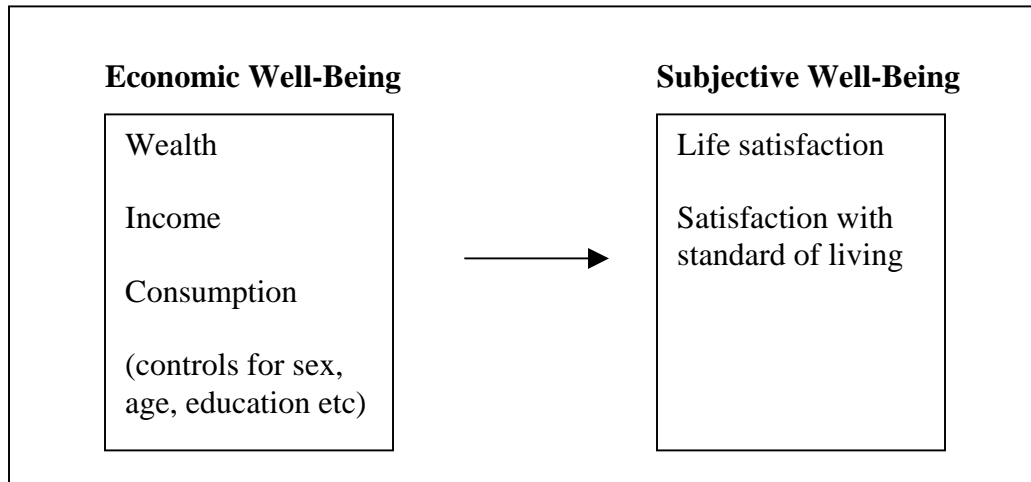 Economic Well-Being
Wealth
Income
Consumption
(controls for sex,
age, education etc)
Subjective Well-Being
Life satisfaction
Satisfaction with
standard of living